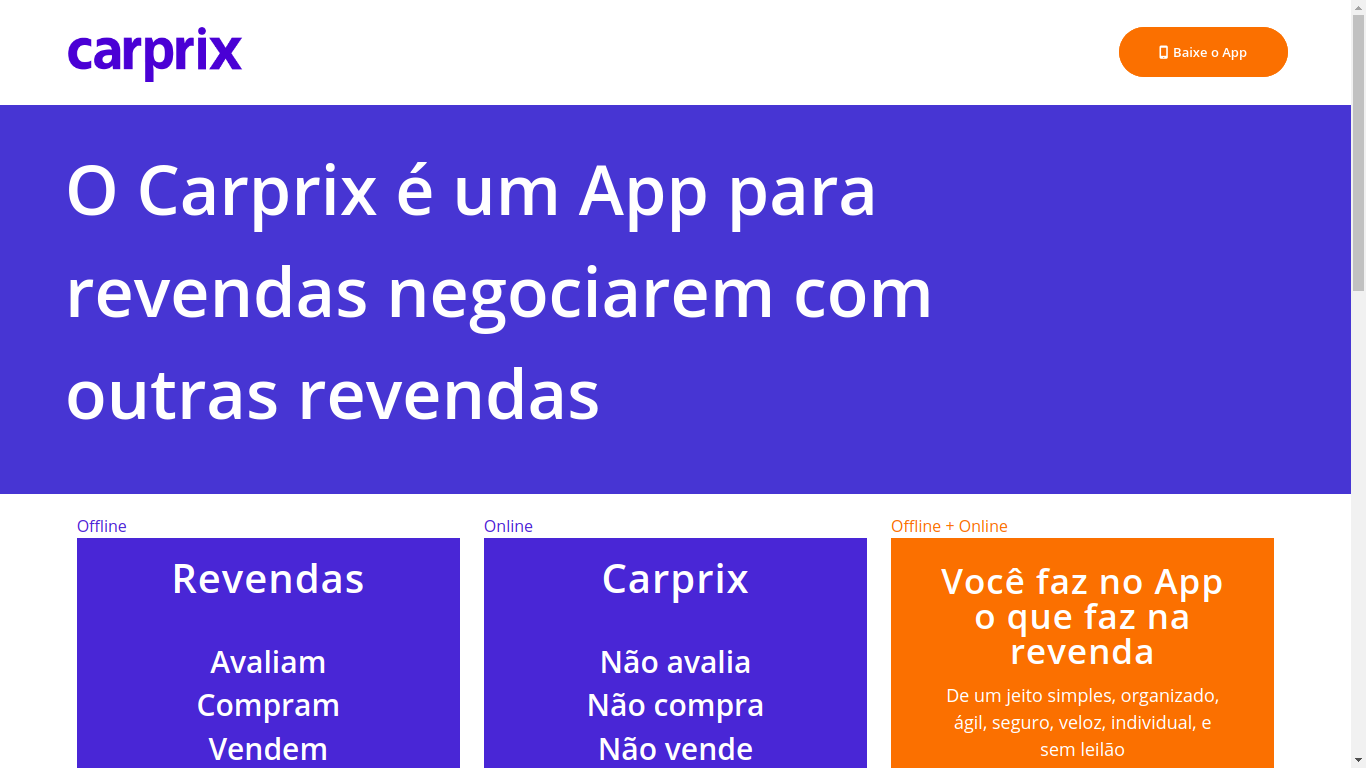 carprix
Baixe o App
O Carprix é um App para
revendas negociarem com
outras revendas
Offline
Revendas
Avaliam
Compram
Vendem
Online
Carprix
Não avalia
Não compra
Não vende
Offline + Online
Você faz no App
o que faz na
revenda
De um jeito simples, organizado,
ágil, seguro, veloz, individual, e
sem leilão